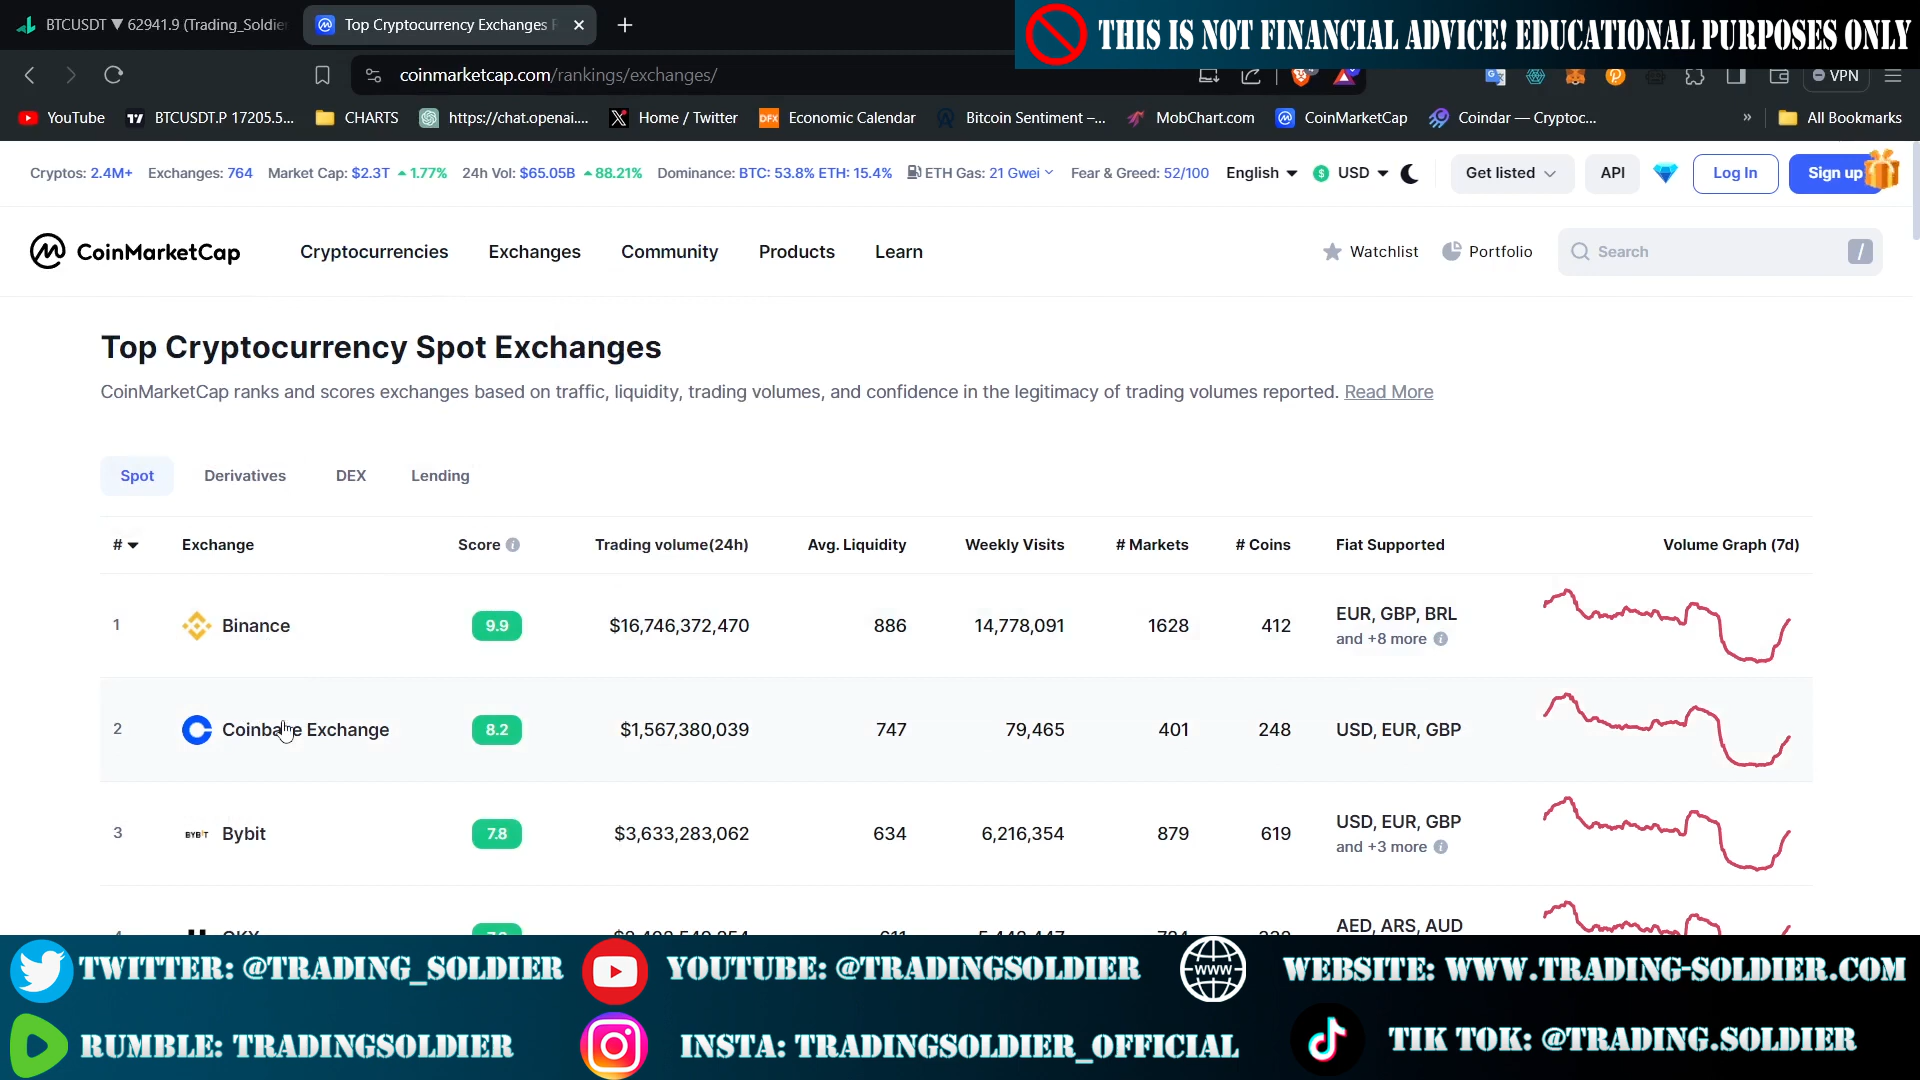 BTCUSDT ▼ 62941.9 (Trading_Soldie
Top Cryptocurrency Exchanges
THIS IS NOT FINANCIAL ADVICE! EDUCATIONAL PURPOSES ONLY
coinmarketcap.com/rankings/exchanges/
VPN
YouTube
BTCUSDT.P 17205.5...
CHARTS
https://chat.openai....
Home / Twitter
Economic Calendar
Bitcoin Sentiment –...
MobChart.com
CoinMarketCap
Coindar — Cryptoc...
»
All Bookmarks
Cryptos: 2.4M+ Exchanges: 764 Market Cap: $2.3T 1.77% 24h Vol: $65.05B 88.21% Dominance: BTC: 53.8% ETH: 15.4% ETH Gas: 21 Gwei Fear & Greed: 52/100
English
USD
Get listed
API
Log In
Sign up
CoinMarketCap
Cryptocurrencies
Exchanges
Community
Products
Learn
Watchlist
Portfolio
Search
/
Top Cryptocurrency Spot Exchanges
CoinMarketCap ranks and scores exchanges based on traffic, liquidity, trading volumes, and confidence in the legitimacy of trading volumes reported. Read More
Spot Derivatives DEX Lending
# Exchange Score Trading volume(24h) Avg. Liquidity Weekly Visits # Markets # Coins Fiat Supported Volume Graph (7d)
1 Binance 9.9 $16,746,372,470 886 14,778,091 1628 412 EUR, GBP, BRL
and +8 more
2 Coinbase Exchange 8.2 $1,567,380,039 747 79,465 401 248 USD, EUR, GBP
3 BYBIT Bybit 7.8 $3,633,283,062 634 6,216,354 879 619 USD, EUR, GBP
and +3 more
AED, ARS, AUD
TWITTER: @TRADING_SOLDIER
YOUTUBE: @TRADINGSOLDIER
WWW
WEBSITE: WWW.TRADING-SOLDIER.COM
RUMBLE: TRADINGSOLDIER
INSTA: TRADINGSOLDIER_OFFICIAL
TIK TOK: @TRADING.SOLDIER